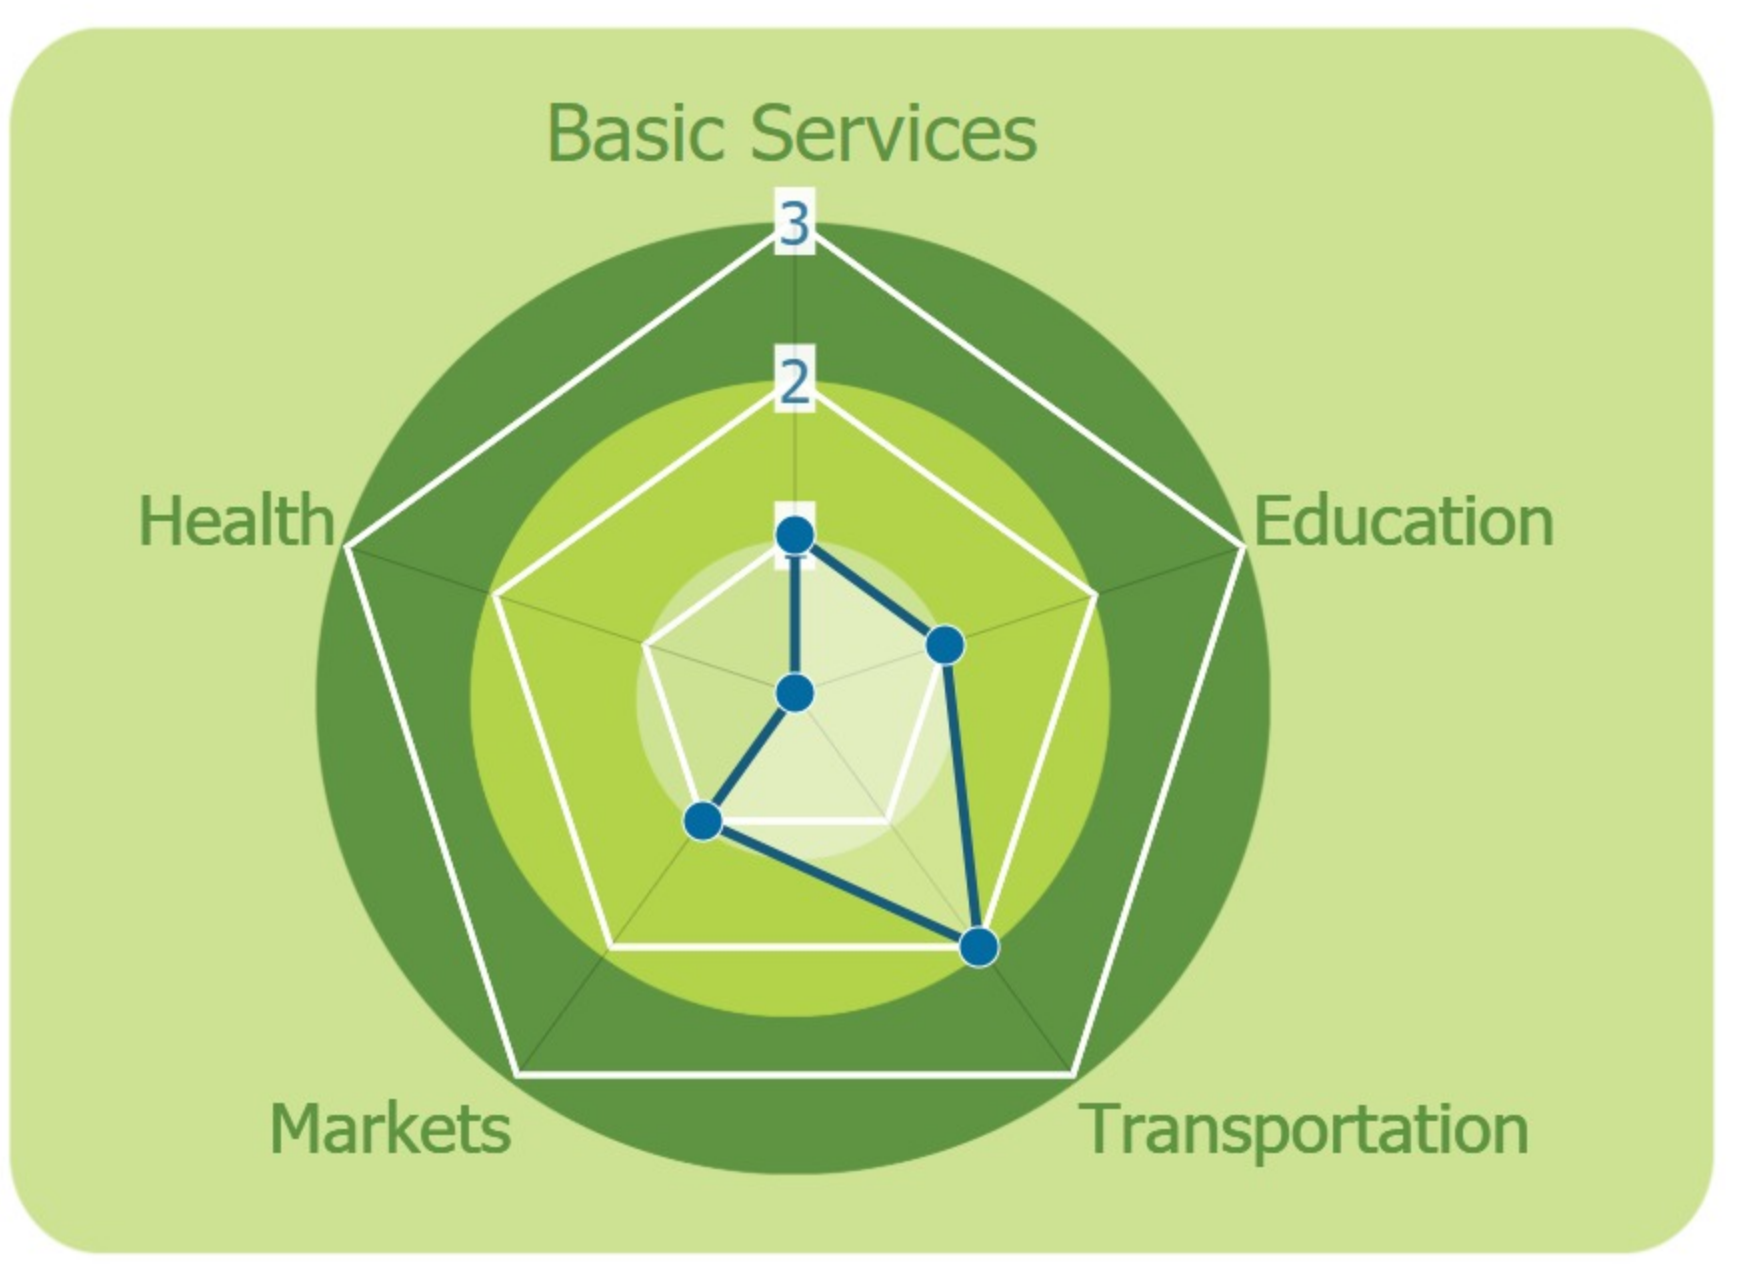 Basic Services
3
2
Health
Education
Markets
Transportation